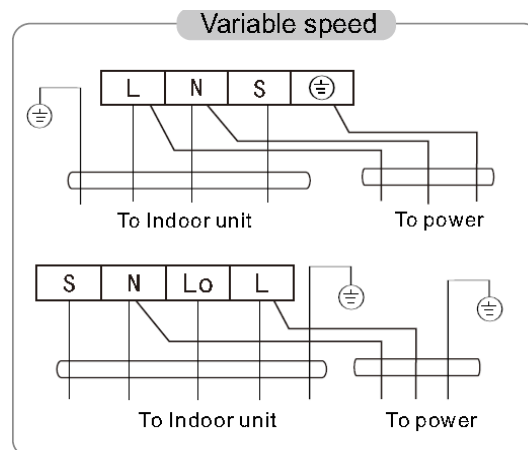 Variable speed
L N S
To Indoor unit To power
S N Lo L
To Indoor unit To power